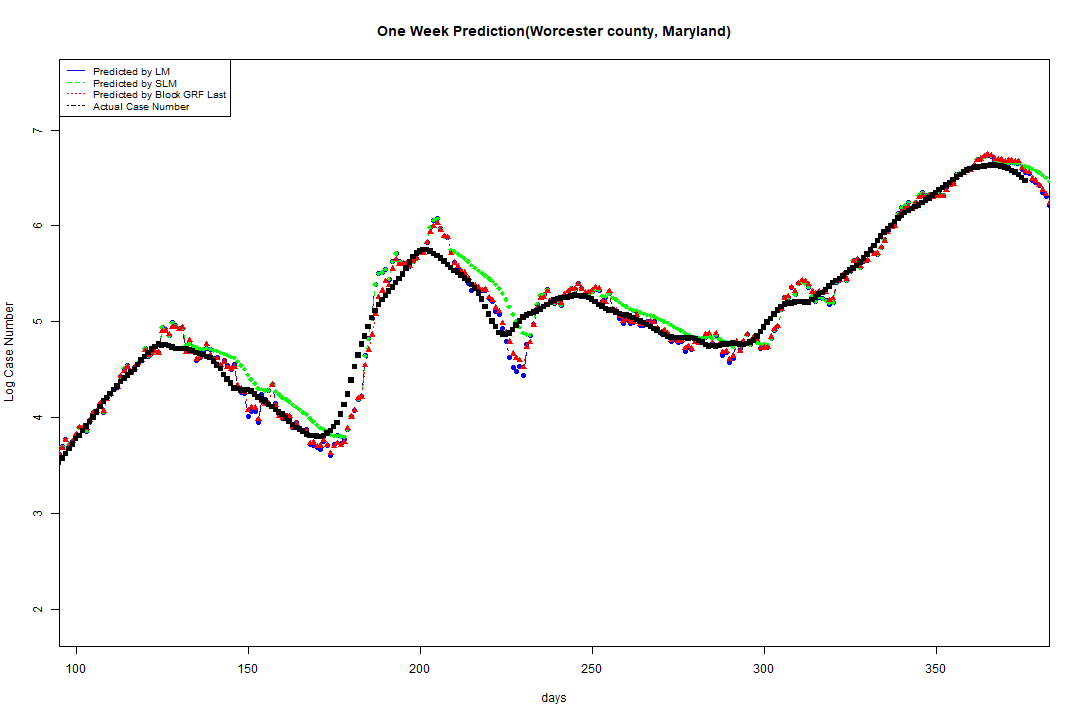 One Week Prediction(Worcester county, Maryland)
Predicted by LM
Predicted by SLM
Predicted by Block GRF Last
Actual Case Number
Log Case Number
7
6
5
4
3
2
100 150 200 250 300 350
days